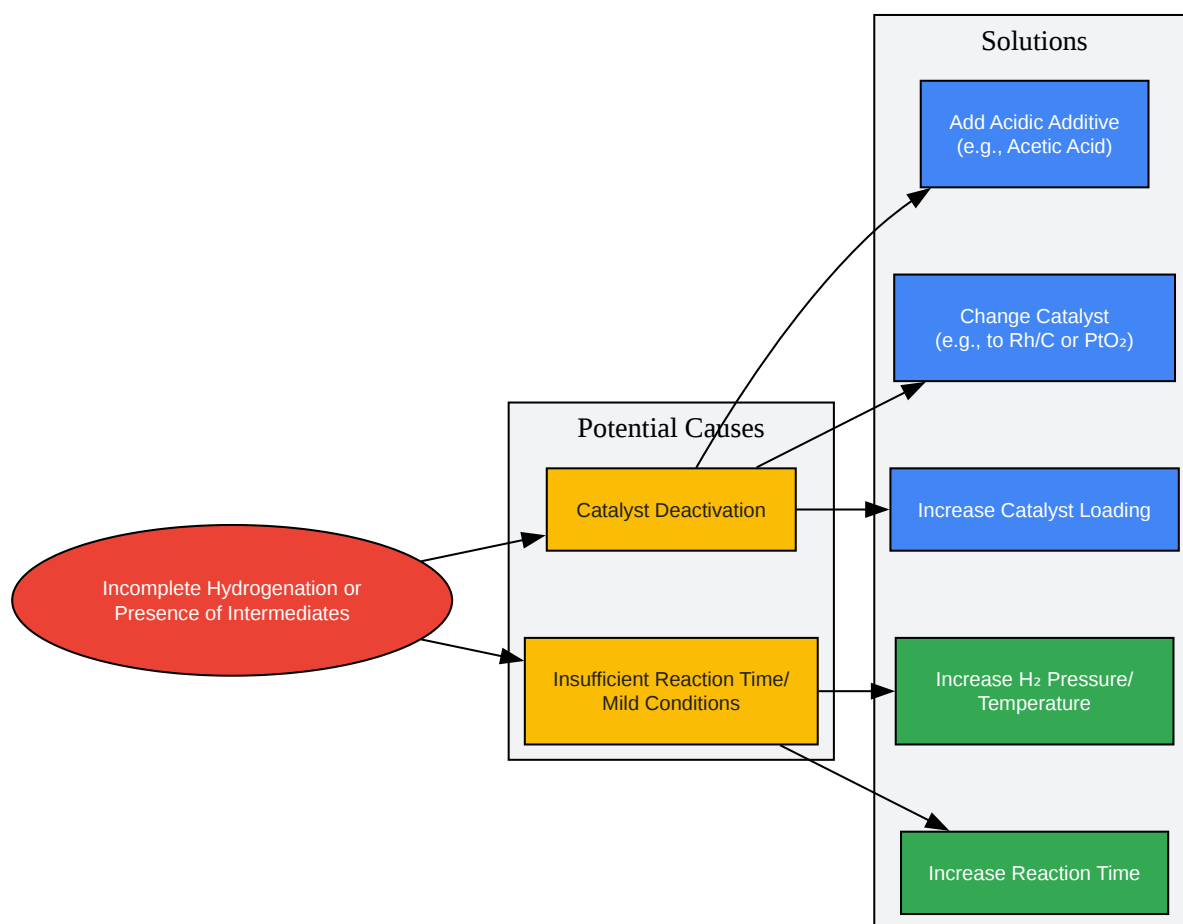 Solutions
Add Acidic Additive
(e.g., Acetic Acid)
Change Catalyst
(e.g., to Rh/C or PtO₂)
Potential Causes
Catalyst Deactivation
Increase Catalyst Loading
Incomplete Hydrogenation or
Presence of Intermediates
Insufficient Reaction Time/
Mild Conditions
Increase H₂ Pressure/
Temperature
Increase Reaction Time